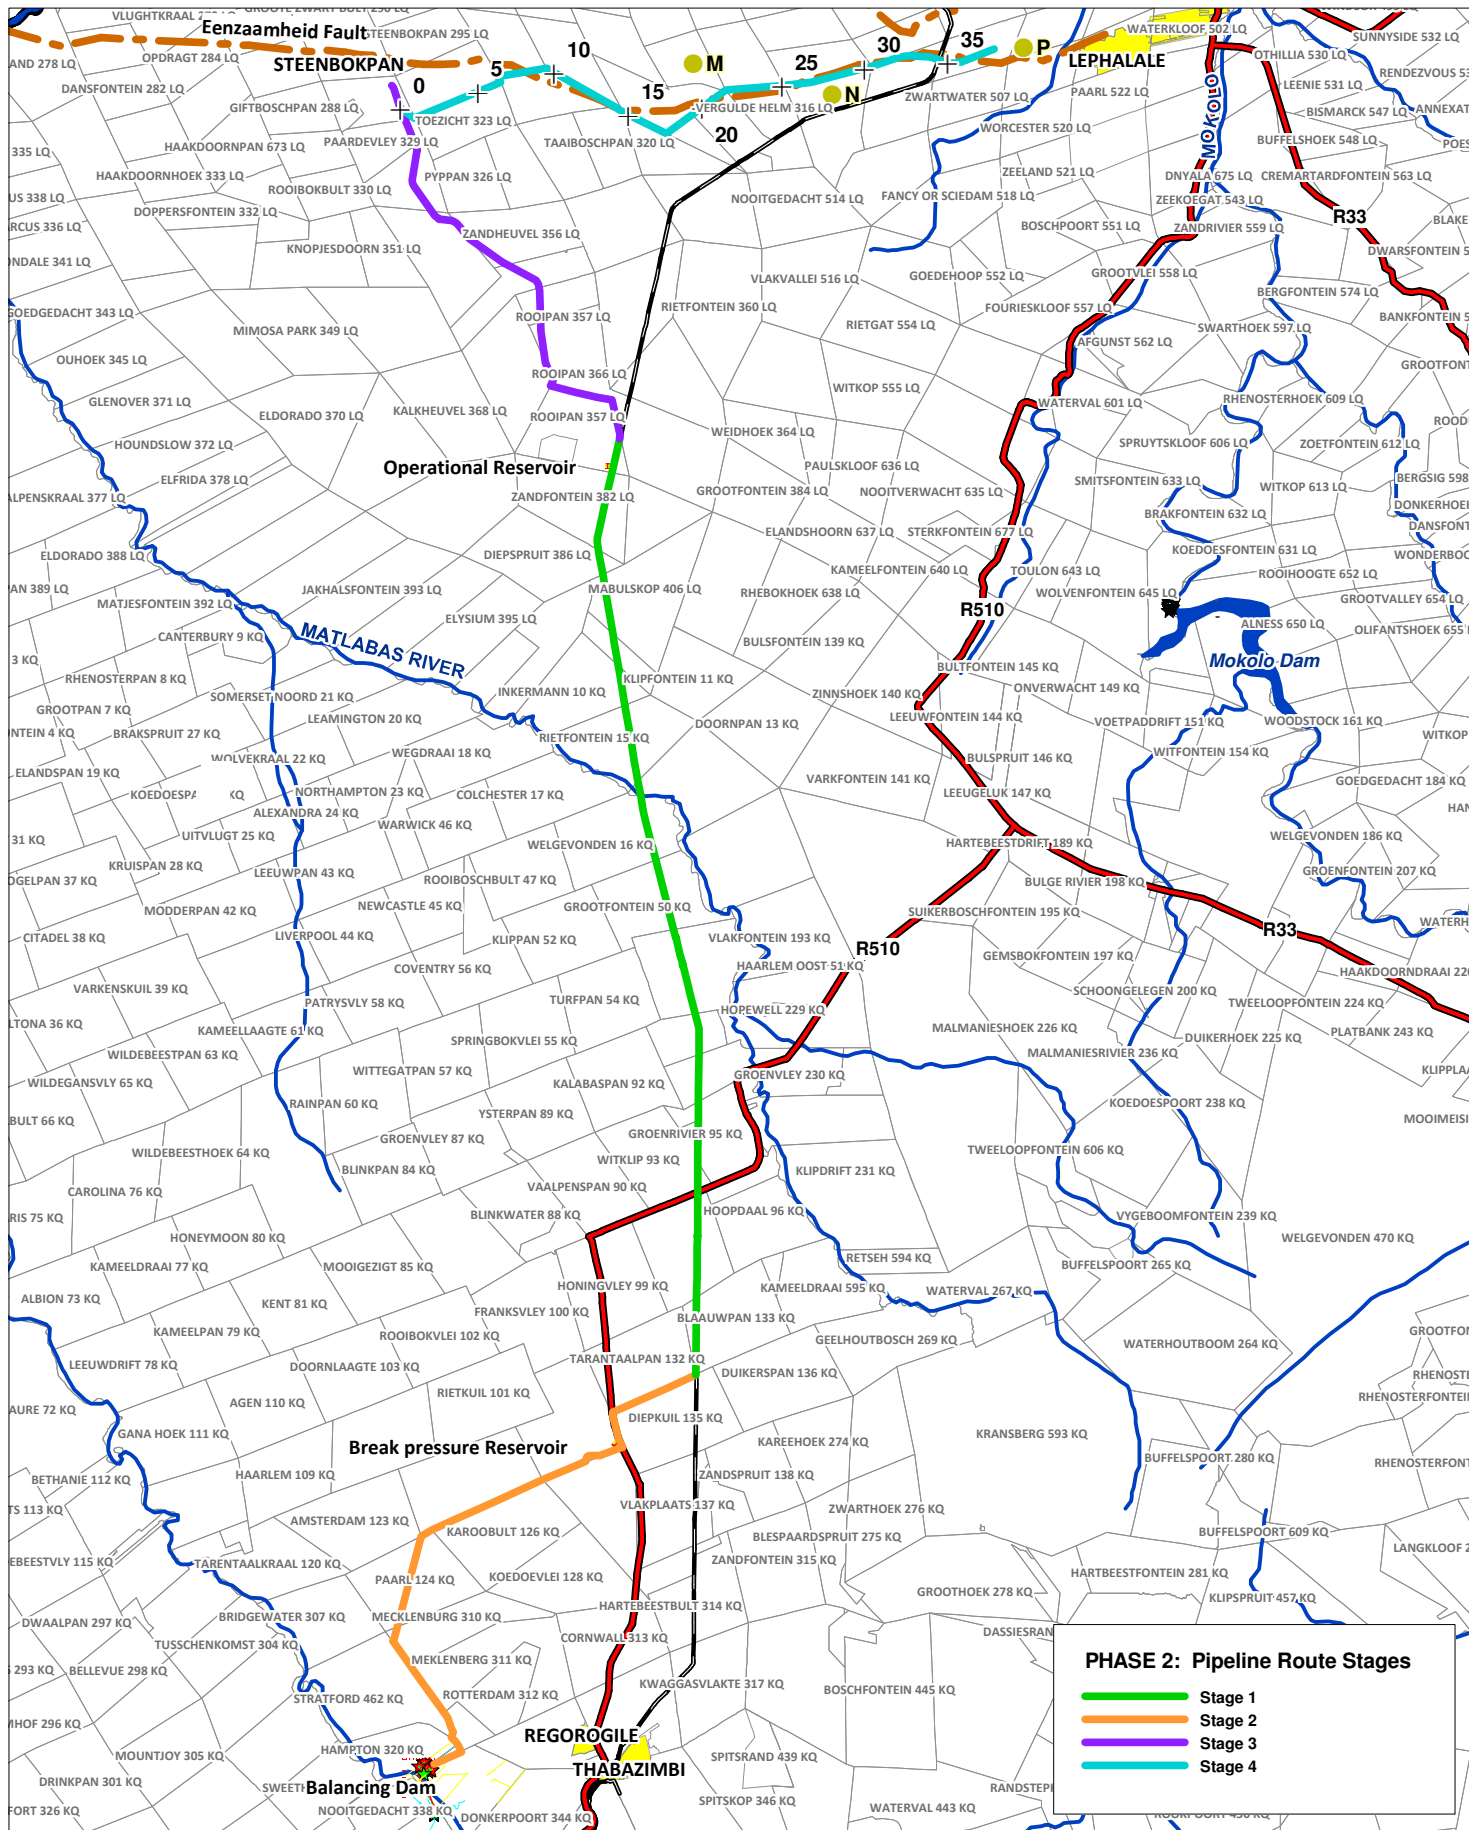 Eenzaamheid Fault
STEENBOKPAN 295 LQ
WATERKLOOF 502 LQ
SUNNYSIDE 532 LQ
OPDRAGT 284 LQ
STEENBOKPAN
0
5
10
15
20
25
30
35
M
N
P
LEPHALALE
OTHILLIA 530 LQ
DANSFONTEIN 282 LQ
GIFTBOSCHPAN 288 LQ
TOEZICHT 323 LQ
VERGULDE HELM 316 LQ
ZWARTWATER 507 LQ
PAARL 522 LQ
LEENIE 531 LQ
BISMARCK 547 LQ
WORCESTER 520 LQ
BUFFELSHOEK 548 LQ
HAAKDOORNPAN 673 LQ
PAARDEVLEY 329 LQ
TAAIBOSCHPAN 320 LQ
MOKOLO
HAAKDOORNHOEK 333 LQ
ROOIBOKBULT 330 LQ
PYPPAN 326 LQ
ZEELAND 521 LQ
DNYALA 675 LQ
CREMARTARDFONTEIN 563 LQ
NOOITGEDACHT 514 LQ
FANCY OR SCIEDAM 518 LQ
ZEEKOEGAT 543 LQ
R33
DOPPERSFONTEIN 332 LQ
ZANDHEUVEL 356 LQ
BOSCHPOORT 551 LQ
ZANDRIVIER 559 LQ
KNOPJESDOORN 351 LQ
VLAKVALLEI 516 LQ
GOEDEHOOP 552 LQ
GROOTVLEI 558 LQ
BERGFONTEIN 574 LQ
GOEDGEDACHT 343 LQ
MIMOSA PARK 349 LQ
ROOIPAN 357 LQ
RIETFONTEIN 360 LQ
RIETGAT 554 LQ
FOURIESKLOOF 557 LQ
SWARTHOEK 597 LQ
AFGUNST 562 LQ
OUHOEK 345 LQ
ROOIPAN 366 LQ
WITKOP 555 LQ
GLENOVER 371 LQ
ELDORADO 370 LQ
KALKHEUVEL 368 LQ
ROOIPAN 357 LQ
WATERVAL 601 LQ
RHENOSTERHOEK 609 LQ
HOUNDSLOW 372 LQ
WEIDHOEK 364 LQ
SPRUYTSKLOOF 606 LQ
ZOETFONTEIN 612 LQ
Operational Reservoir
ELFRIDA 378 LQ
PAULSKLOOF 636 LQ
ZANDFONTEIN 382 LQ
GROOTFONTEIN 384 LQ
NOOITVERWACHT 635 LQ
SMITSFONTEIN 633 LQ
WITKOP 613 LQ
BRAKFONTEIN 632 LQ
ELANDSHOORN 637 LQ
STERKFONTEIN 677 LQ
ELDORADO 388 LQ
DIEPSPRUIT 386 LQ
KOEDOESFONTEIN 631 LQ
KAMEELFONTEIN 640 LQ
TOULON 643 LQ
ROOIHOOGTE 652 LQ
JAKHALSFONTEIN 393 LQ
MABULSKOP 406 LQ
RHEBOKHOEK 638 LQ
WOLVENFONTEIN 645 LQ
GROOTVALLEY 654 LQ
MATJESFONTEIN 392 LQ
R510
ELYSIUM 395 LQ
CANTERBURY 9 KQ
MATLABAS RIVER
BULSFONTEIN 139 KQ
ALNESS 650 LQ
OLIFANTSHOEK 655
Mokolo Dam
3 KQ
BULTFONTEIN 145 KQ
RHENOSTERPAN 8 KQ
KLIPFONTEIN 11 KQ
SOMERSET NOORD 21 KQ
INKERMANN 10 KQ
ZINNSHOEK 140 KQ
ONVERWACHT 149 KQ
GROOTPAN 7 KQ
LEAMINGTON 20 KQ
DOORNPAN 13 KQ
LEEUWFONTEIN 144 KQ
VOETPADDRIFT 151 KQ
WOODSTOCK 161 KQ
BRAKSPRUIT 27 KQ
RIETFONTEIN 15 KQ
WOLVEKRAAL 22 KQ
WEGDRAAI 18 KQ
BULSPRUIT 146 KQ
WITFONTEIN 154 KQ
ELANDSPAN 19 KQ
VARKFONTEIN 141 KQ
GOEDGEDACHT 184 KQ
NORTHAMPTON 23 KQ
COLCHESTER 17 KQ
LEEUGELUK 147 KQ
ALEXANDRA 24 KQ
WARWICK 46 KQ
UITVLUGT 25 KQ
WELGEVONDEN 16 KQ
HARTEBEESTDRIFT 189 KQ
WELGEVONDEN 186 KQ
31 KQ
KRUISPAN 28 KQ
LEEUWPAN 43 KQ
ROOIBOSCHBULT 47 KQ
BULGE RIVIER 198 KQ
GROENFONTEIN 207 KQ
MODDERPAN 42 KQ
NEWCASTLE 45 KQ
GROOTFONTEIN 50 KQ
SUIKERBOSCHFONTEIN 195 KQ
CITADEL 38 KQ
LIVERPOOL 44 KQ
KLIPPAN 52 KQ
VLAKFONTEIN 193 KQ
R510
R33
GEMSBOKFONTEIN 197 KQ
COVENTRY 56 KQ
HAARLEM OOST 51 KQ
VARKENSKUIL 39 KQ
PATRYSVLY 58 KQ
TURFPAN 54 KQ
SCHOONGELEGEN 200 KQ
TWEELOOPFONTEIN 224 KQ
HOPEWELL 229 KQ
KAMEELLAAGTE 61 KQ
MALMANIESHOEK 226 KQ
PLATBANK 243 KQ
SPRINGBOKVLEI 55 KQ
DUIKERHOEK 225 KQ
WILDEBEESTPAN 63 KQ
MALMANIESRIVIER 236 KQ
WITTEGATPAN 57 KQ
GROENVLEY 230 KQ
WILDEGANSVLY 65 KQ
KALABASPAN 92 KQ
RAINPAN 60 KQ
YSTERPAN 89 KQ
KOEDOESPOORT 238 KQ
BULT 66 KQ
GROENVLEY 87 KQ
GROENRIVIER 95 KQ
WILDEBEESTHOEK 64 KQ
WITKLIP 93 KQ
TWEELOOPFONTEIN 606 KQ
BLINKPAN 84 KQ
KLIPDRIFT 231 KQ
CAROLINA 76 KQ
VAALPENSPAN 90 KQ
RIS 75 KQ
BLINKWATER 88 KQ
HOOPDAAL 96 KQ
VYGEBOOMFONTEIN 239 KQ
HONEYMOON 80 KQ
WELGEVONDEN 470 KQ
KAMEELDRAAI 77 KQ
MOOIGEZIGT 85 KQ
RETSEH 594 KQ
BUFFELSPOORT 265 KQ
HONINGVLEY 99 KQ
KAMEELDRAAI 595 KQ
WATERVAL 267 KQ
ALBION 73 KQ
KENT 81 KQ
FRANKSVLEY 100 KQ
BLAAUWPAN 133 KQ
KAMEELPAN 79 KQ
ROOIBOKVLEI 102 KQ
GEELHOUTBOSCH 269 KQ
WATERHOUTBOOM 264 KQ
LEEUWDRIFT 78 KQ
DOORNLAAGTE 103 KQ
TARANTAALPAN 132 KQ
DUIKERSPAN 136 KQ
RIETKUIL 101 KQ
AURE 72 KQ
AGEN 110 KQ
DIEPKUIL 135 KQ
GANA HOEK 111 KQ
Break pressure Reservoir
KAREEHOEK 274 KQ
KRANSBERG 593 KQ
BUFFELSPOORT 280 KQ
BETHANIE 112 KQ
HAARLEM 109 KQ
ZANDSPRUIT 138 KQ
TS 113 KQ
AMSTERDAM 123 KQ
VLAKPLAATS 137 KQ
ZWARTHOEK 276 KQ
KAROOBULT 126 KQ
BLESPAARDSPRUIT 275 KQ
BUFFELSPOORT 609 KQ
EBEESTVLY 115 KQ
TARENTAALKRAAL 120 KQ
ZANDFONTEIN 315 KQ
PAARL 124 KQ
KOEDOEVLEI 128 KQ
HARTBEESTFONTEIN 281 KQ
GROOTHOEK 278 KQ
KLIPSPRUIT 457 KQ
DWAALPAN 297 KQ
BRIDGEWATER 307 KQ
MECKLENBURG 310 KQ
HARTEBEESTBULT 314 KQ
DASSIESRAN
TUSSCHENKOMST 304 KQ
CORNWALL 313 KQ
MEKLENBERG 311 KQ
293 KQ
BELLEVUE 298 KQ
KWAGGASVLAKTE 317 KQ
BOSCHFONTEIN 445 KQ
STRATFORD 462 KQ
ROTTERDAM 312 KQ
MHOF 296 KQ
REGOROGILE
HAMPTON 320 KQ
MOUNTJOY 305 KQ
SPITSRAND 439 KQ
THABAZIMBI
DRINKPAN 301 KQ
SWEETH
Balancing Dam
SPITSKOP 346 KQ
RANDSTEP
FORT 326 KQ
NOOITGEDACHT 338 KQ
DONKERPOORT 344 KQ
WATERVAL 443 KQ
PHASE 2: Pipeline Route Stages
Stage 1
Stage 2
Stage 3
Stage 4